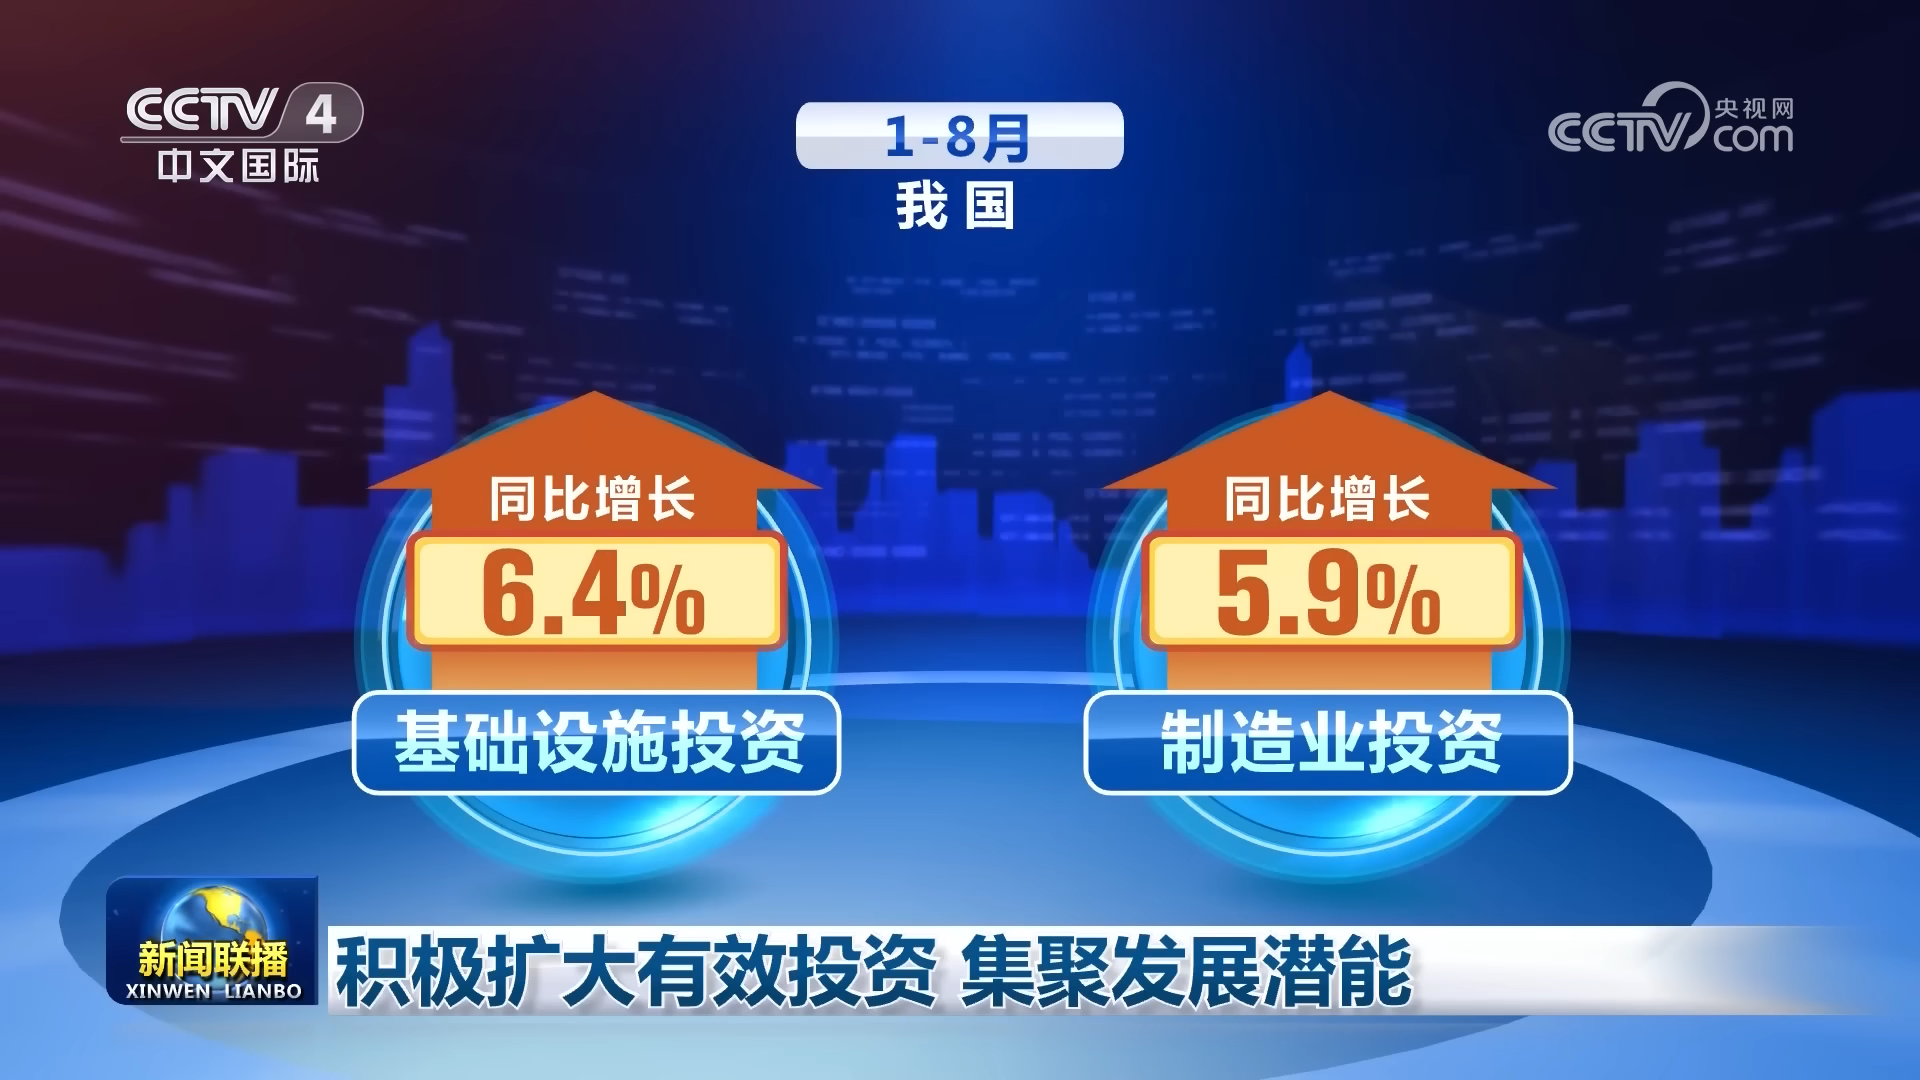 CCTV 4
中文国际
央视网
CCTV com
1-8月
我国
同比增长
6.4%
基础设施投资
同比增长
5.9%
制造业投资
新闻联播
XINWEN LIANBO
积极扩大有效投资 集聚发展潜能